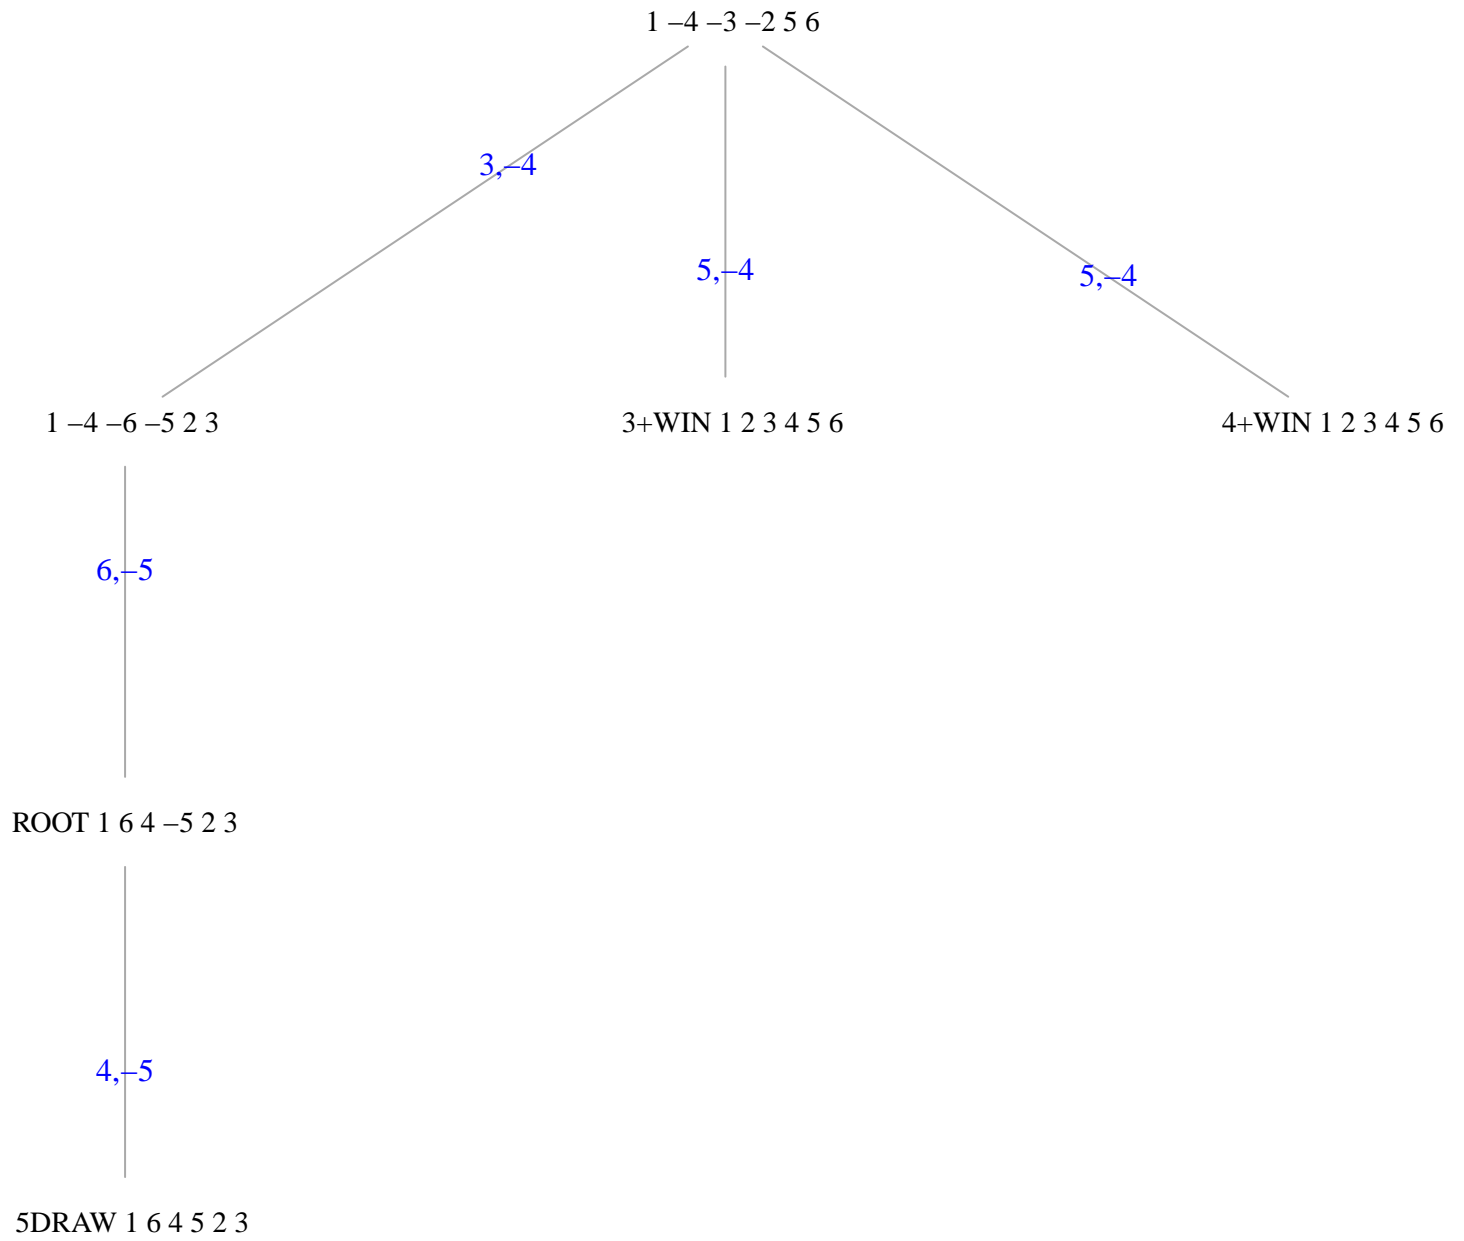 1 –4 –3 –2 5 6
3,–4
5,–4
5,–4
1 –4 –6 –5 2 3
3+WIN 1 2 3 4 5 6
4+WIN 1 2 3 4 5 6
6,–5
ROOT 1 6 4 –5 2 3
4,–5
5DRAW 1 6 4 5 2 3